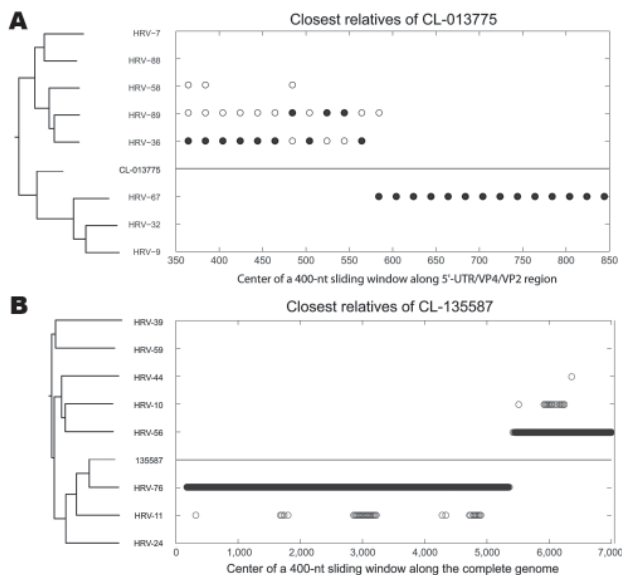 A
Closest relatives of CL-013775
HRV-7
HRV-88
HRV-58
HRV-89
HRV-36
CL-013775
HRV-67
HRV-32
HRV-9
350 400 450 500 550 600 650 700 750 800 850
Center of a 400-nt sliding window along 5'-UTR/VP4/VP2 region
B
Closest relatives of CL-135587
HRV-39
HRV-59
HRV-44
HRV-10
HRV-56
135587
HRV-76
HRV-11
HRV-24
0 1,000 2,000 3,000 4,000 5,000 6,000 7,000
Center of a 400-nt sliding window along the complete genome